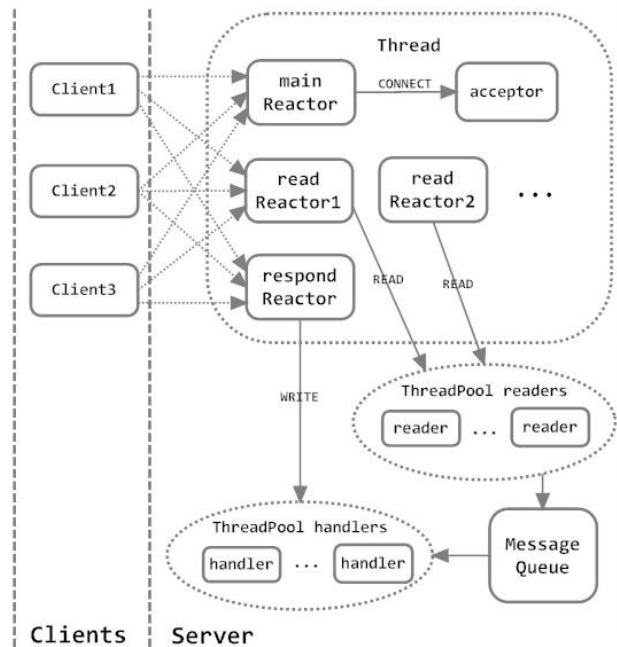 Thread
Client1
main
Reactor
CONNECT
acceptor
Client2
read
Reactor1
read
Reactor2
...
Client3
respond
Reactor
READ
READ
WRITE
ThreadPool readers
reader ... reader
ThreadPool handlers
handler ... handler
Message
Queue
Clients
Server